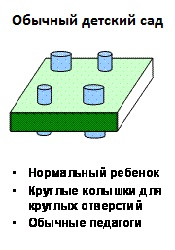 Обычный детский сад
• Нормальный ребенок
• Круглые колышки для
круглых отверстий
• Обычные педагоги